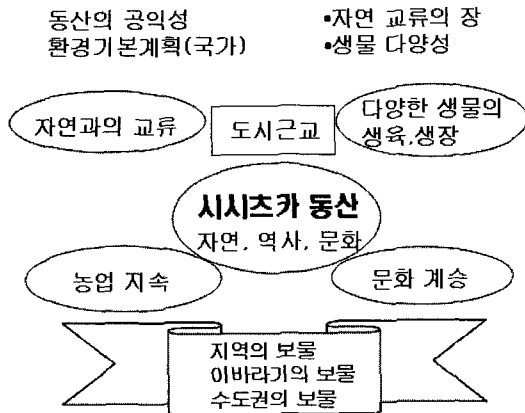 동산의 공익성
환경기본계획(국가)
•자연 교류의 장
•생물 다양성
자연과의 교류
도시근교
다양한 생물의
생육,생장
시시츠카 동산
자연, 역사, 문화
농업 지속
문화 계승
지역의 보물
이바라기의 보물
수도권의 보물